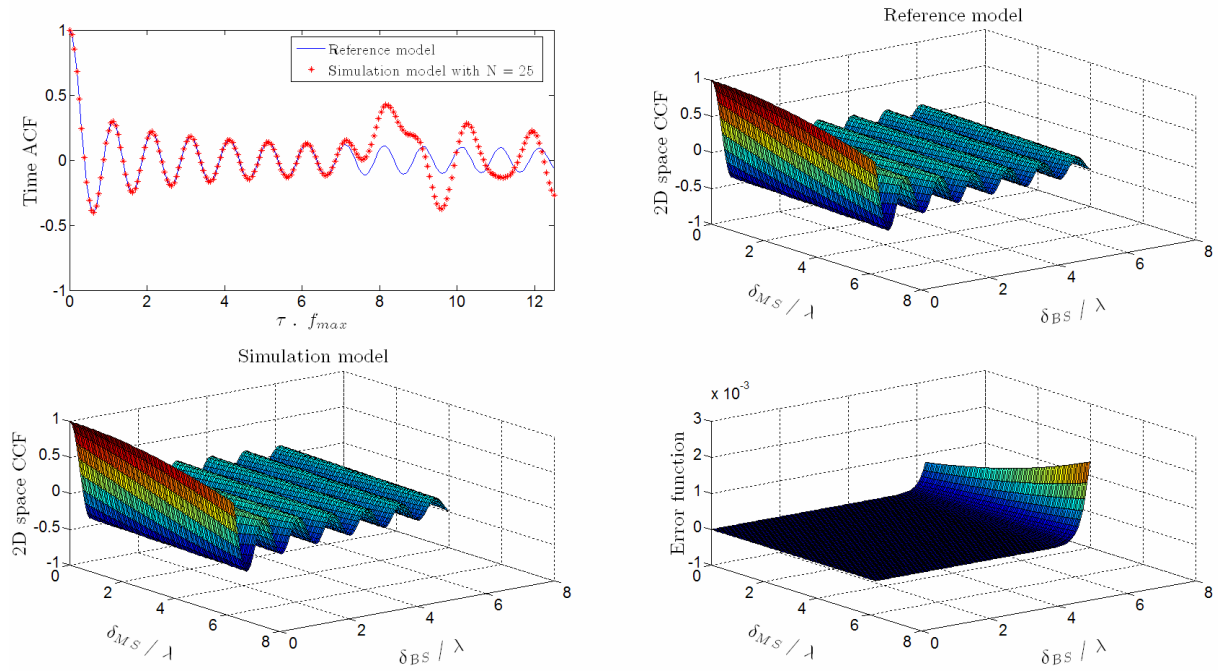 1
0.5
0
-0.5
-1
Time ACF
Reference model
Simulation model with N = 25
0 2 4 6 8 10 12
τ . f_max
Reference model
1
0.5
0
-0.5
-1
2D space CCF
0 2 4 6 8
δ_MS / λ
0 2 4 6 8
δ_BS / λ
Simulation model
1
0.5
0
-0.5
-1
2D space CCF
0 2 4 6 8
δ_MS / λ
0 2 4 6 8
δ_BS / λ
x 10^-3
3
2
1
0
-1
Error function
0 2 4 6 8
δ_MS / λ
0 2 4 6 8
δ_BS / λ